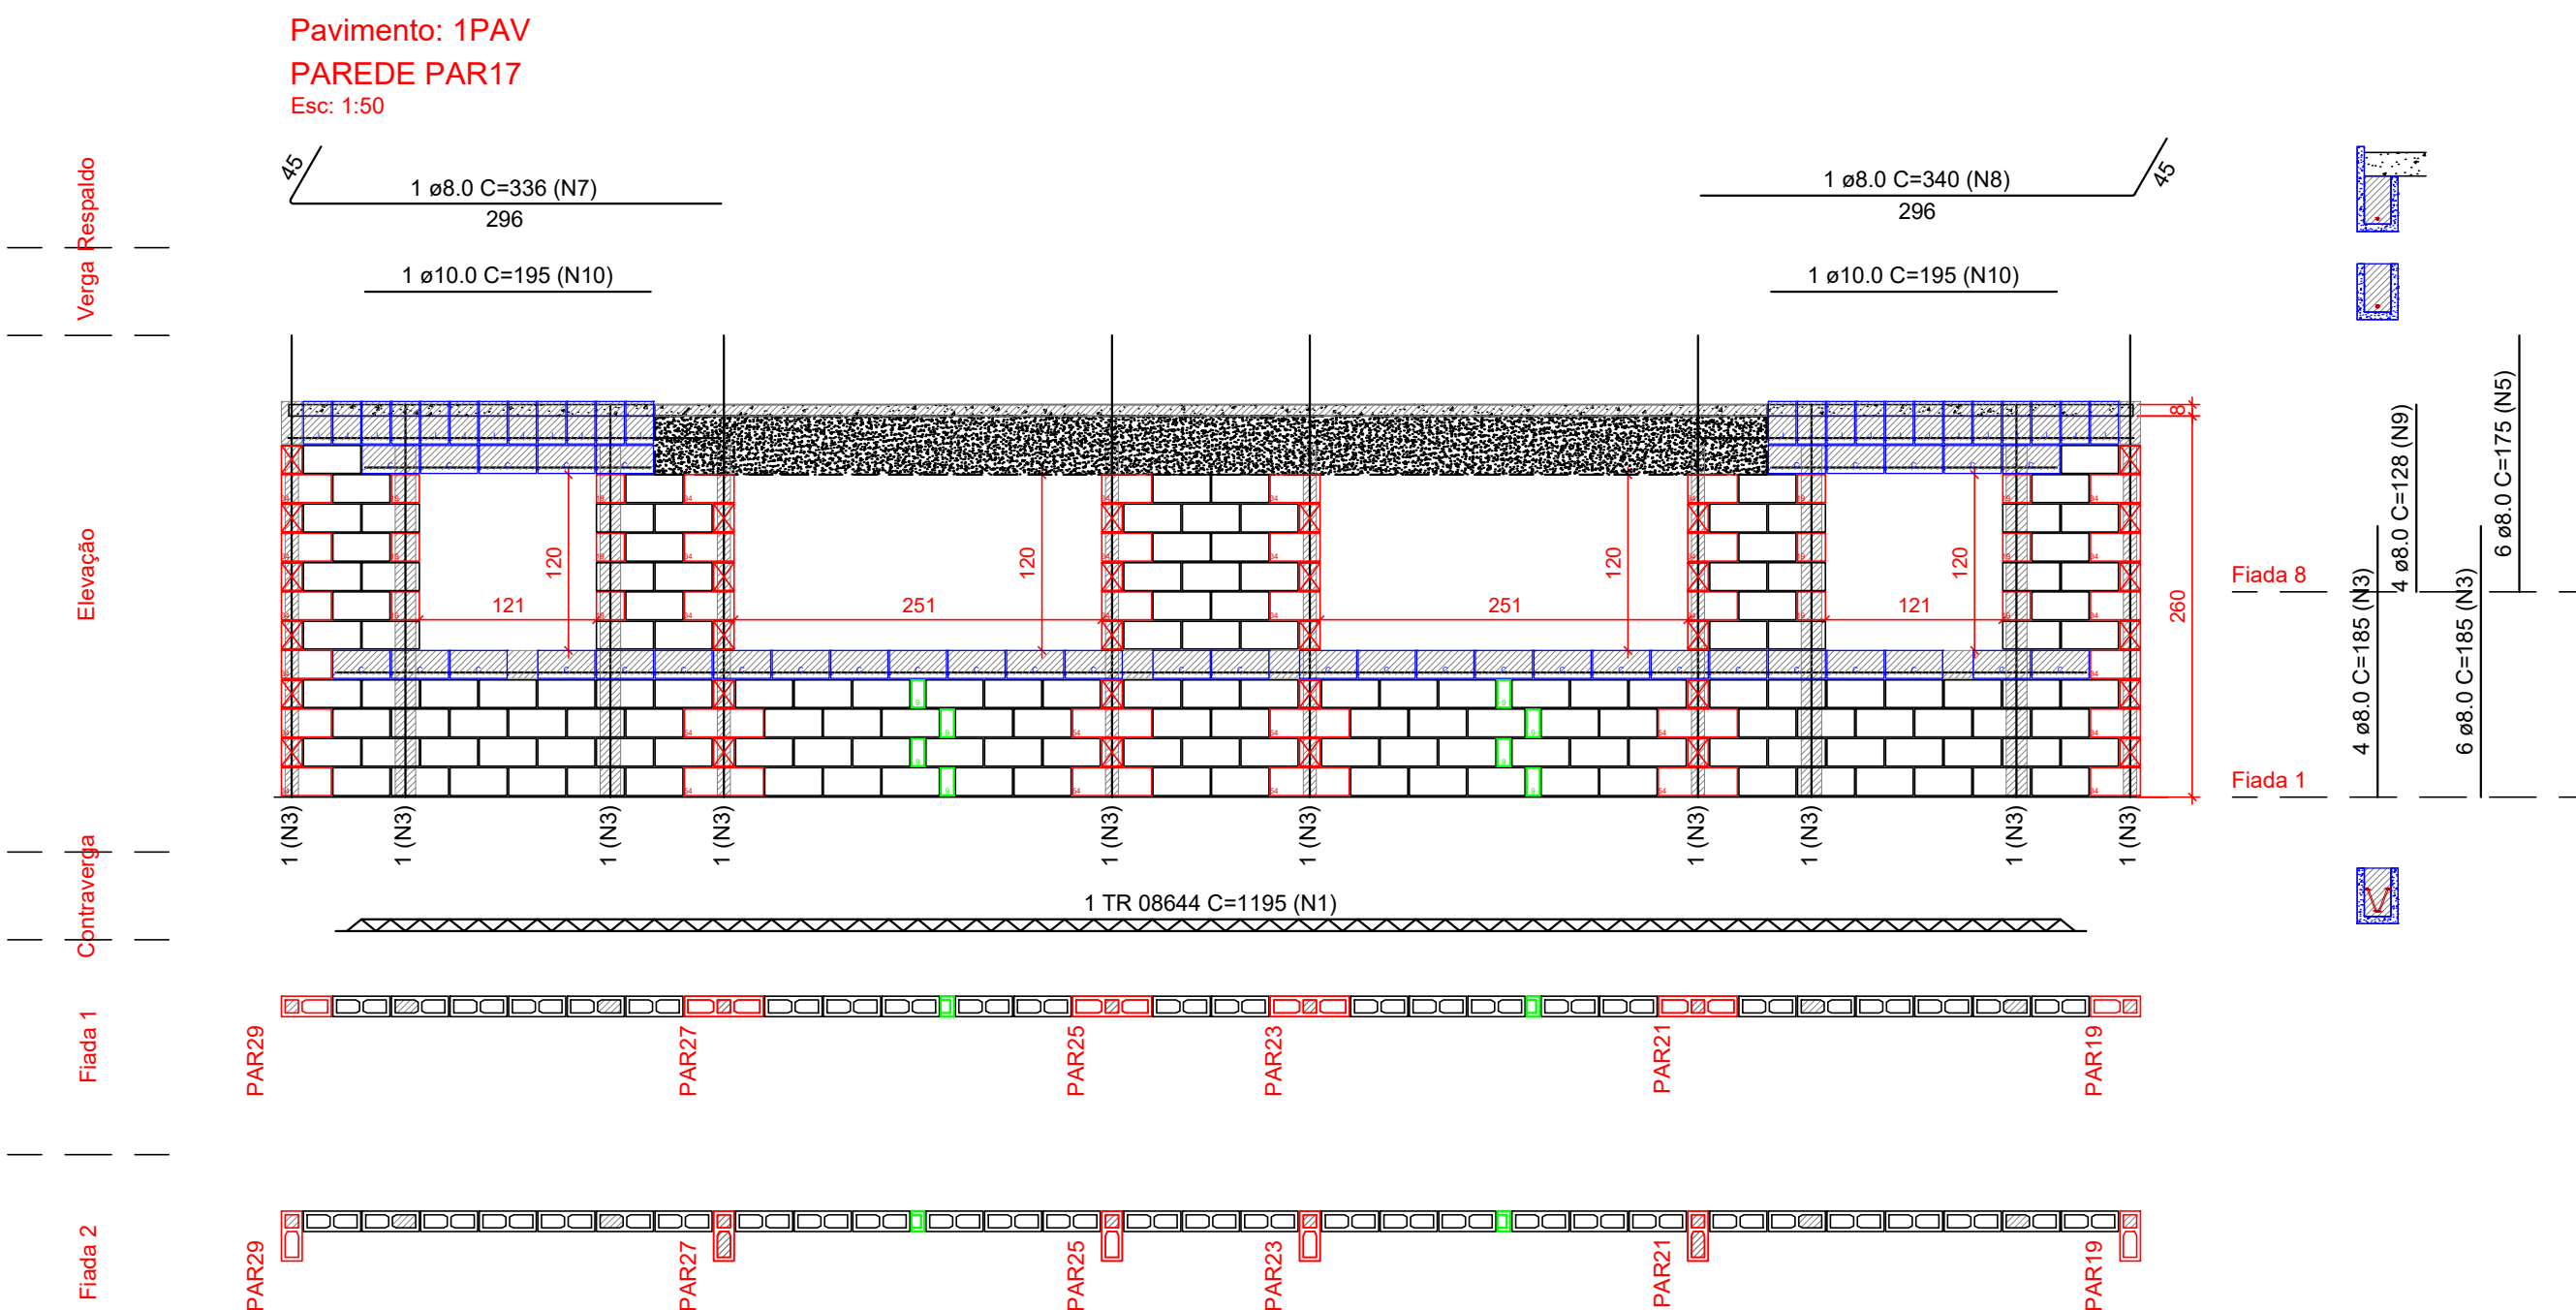 Pavimento: 1PAV
PAREDE PAR17
Esc: 1:50
Respaldo
45
1 ø8.0 C=336 (N7)
296
1 ø8.0 C=340 (N8)
296
45
Verga
1 ø10.0 C=195 (N10)
1 ø10.0 C=195 (N10)
Elevação
120
121
120
251
120
251
120
121
8
260
Fiada 8
Fiada 1
4 ø8.0 C=185 (N3)
4 ø8.0 C=128 (N9)
6 ø8.0 C=185 (N3)
6 ø8.0 C=175 (N5)
1 (N3)
1 (N3)
1 (N3)
1 (N3)
1 (N3)
1 (N3)
1 (N3)
1 (N3)
1 (N3)
1 (N3)
Contraverga
1 TR 08644 C=1195 (N1)
Fiada 1
PAR29
PAR27
PAR25
PAR23
PAR21
PAR19
Fiada 2
PAR29
PAR27
PAR25
PAR23
PAR21
PAR19